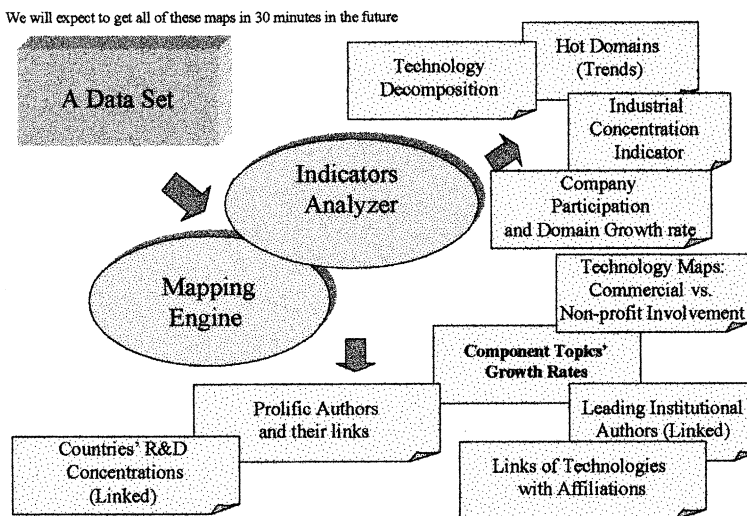 We will expect to get all of these maps in 30 minutes in the future
A Data Set
Technology
Decomposition
Hot Domains
(Trends)
Indicators
Analyzer
Industrial
Concentration
Indicator
Company
Participation
and Domain Growth rate
Mapping
Engine
Technology Maps:
Commercial vs.
Non-profit Involvement
Component Topics'
Growth Rates
Prolific Authors
and their links
Leading Institutional
Authors (Linked)
Countries' R&D
Concentrations
(Linked)
Links of Technologies
with Affiliations